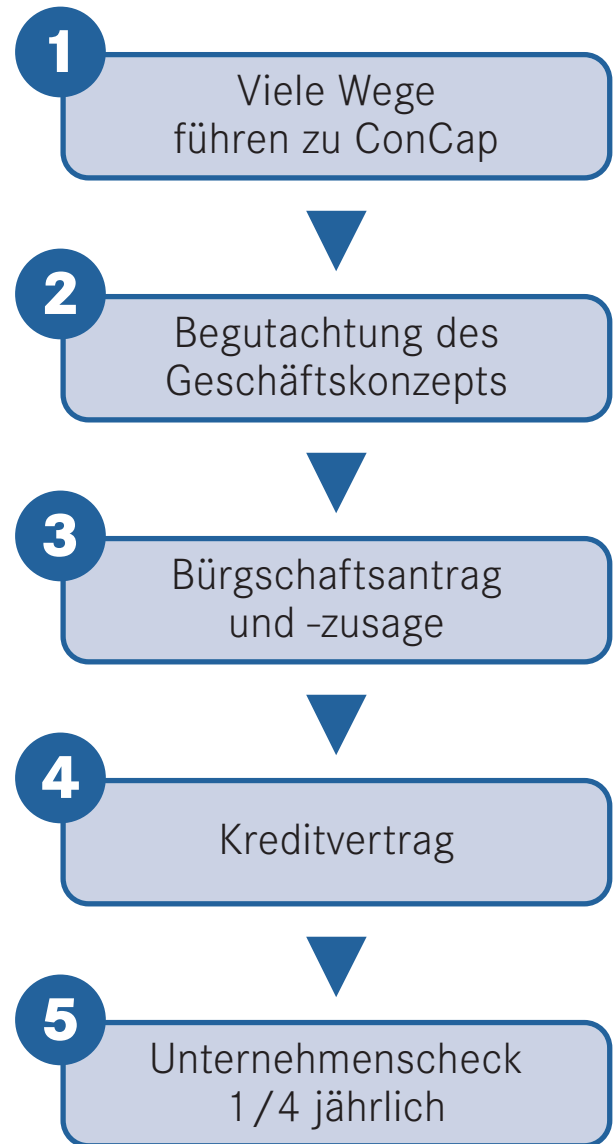 1
Viele Wege
führen zu ConCap
2
Begutachtung des
Geschäftskonzepts
3
Bürgschaftsantrag
und -zusage
4
Kreditvertrag
5
Unternehmenscheck
1/4 jährlich